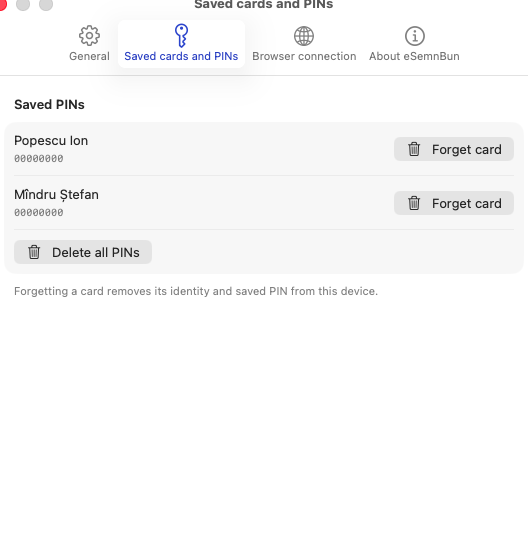 Saved cards and PINs
General
Saved cards and PINs
Browser connection
About eSemnBun
Saved PINs
Popescu Ion
00000000
Forget card
Mîndru Ștefan
00000000
Forget card
Delete all PINs
Forgetting a card removes its identity and saved PIN from this device.